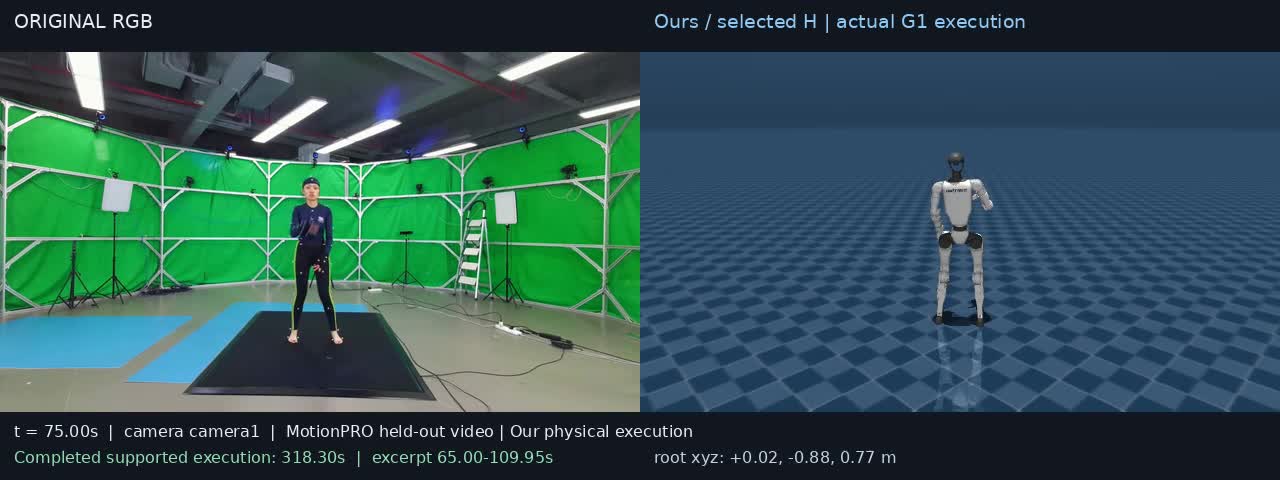 ORIGINAL RGB
Ours / selected H | actual G1 execution
t = 75.00s | camera camera1 | MotionPRO held-out video | Our physical execution
Completed supported execution: 318.30s | excerpt 65.00-109.95s
root xyz: +0.02, -0.88, 0.77 m